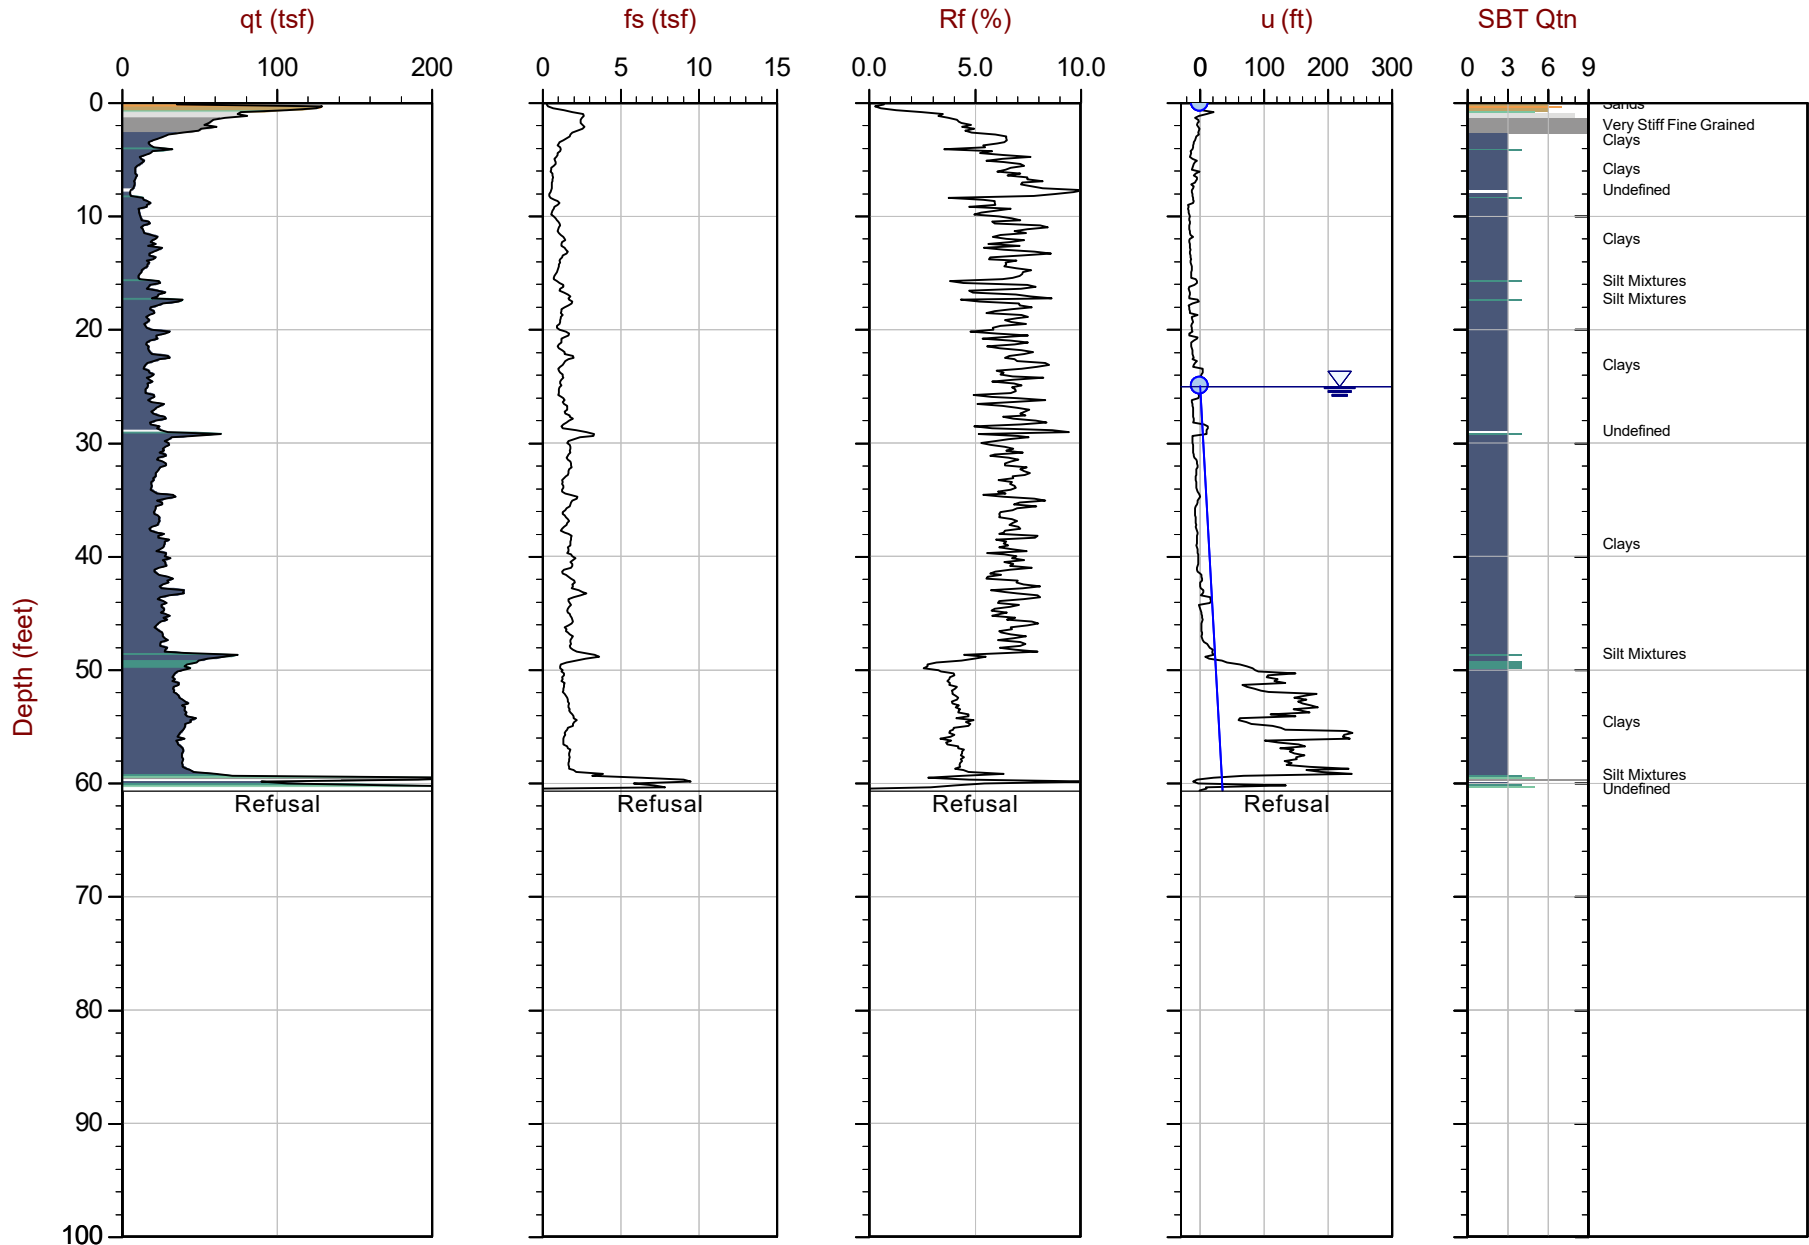 qt (tsf) fs (tsf) Rf (%) u (ft) SBT Qtn
0 100 200 0 5 10 15 0.0 5.0 10.0 0 100 200 300 0 3 6 9
0
Sands
Very Stiff Fine Grained
Clays
Clays
Undefined
10
Clays
Silt Mixtures
Silt Mixtures
20
Clays
Undefined
30
Clays
40
Depth (feet)
Silt Mixtures
50
Clays
Silt Mixtures
60
Undefined
Refusal Refusal Refusal Refusal
70
80
90
100